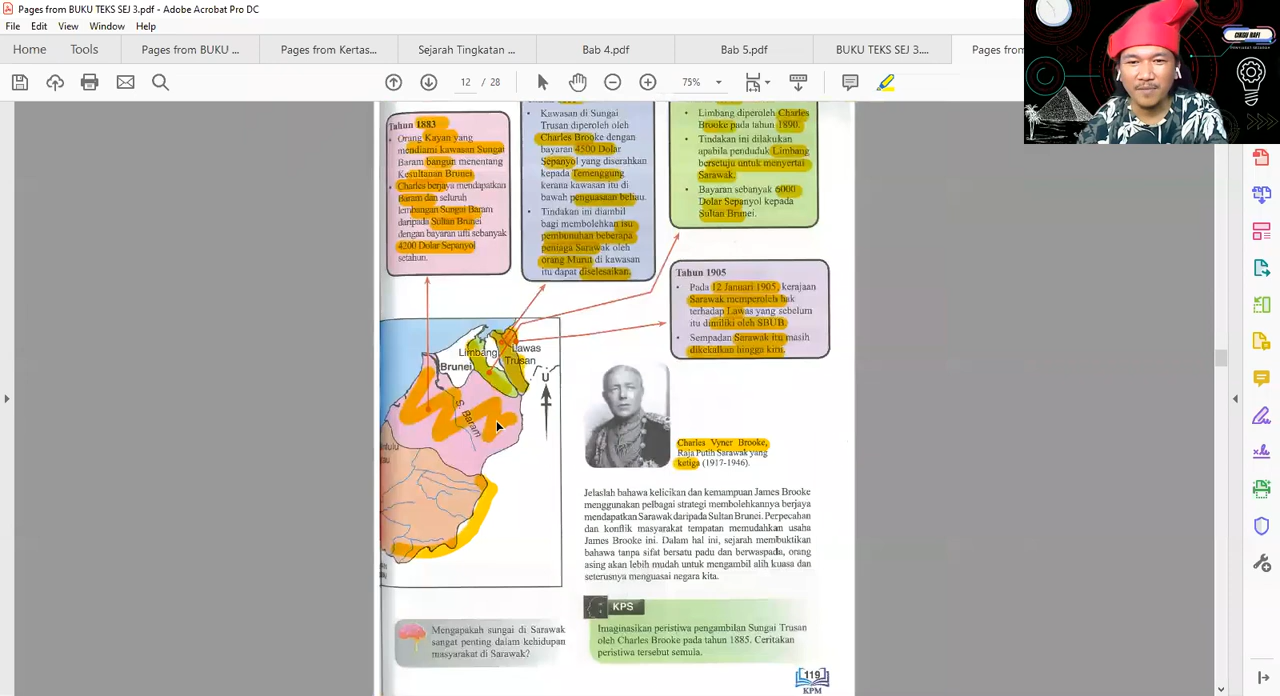 Pages from BUKU TEKS SEJ 3.pdf - Adobe Acrobat Pro DC
File Edit View Window Help
Home Tools Pages from BUKU ... Pages from Kertas... Sejarah Tingkatan ... Bab 4.pdf Bab 5.pdf BUKU TEKS SEJ 3.... Pages from
12 / 28 75%
CIKGU RAFI
Tahun 1883
• Orang Kayan yang
mendiami kawasan Sungai
Baram bangun menentang
Kesultanan Brunei.
• Charles berjaya mendapatkan
Baram dan seluruh
lembangan Sungai Baram
daripada Sultan Brunei
dengan bayaran ufti sebanyak
4200 Dolar Sepanyol
setahun.
• Kawasan di Sungai
Trusan diperoleh oleh
Charles Brooke dengan
bayaran 4500 Dolar
Sepanyol yang diserahkan
kepada Temenggung
kerana kawasan itu di
bawah penguasaan beliau.
• Tindakan ini diambil
bagi membolehkan isu
pembunuhan beberapa
peniaga Sarawak oleh
orang Murut di kawasan
itu dapat diselesaikan.
• Limbang diperoleh Charles
Brooke pada tahun 1890.
• Tindakan ini dilakukan
apabila penduduk Limbang
bersetuju untuk menyertai
Sarawak.
• Bayaran sebanyak 6000
Dolar Sepanyol kepada
Sultan Brunei.
Tahun 1905
• Pada 12 Januari 1905, kerajaan
Sarawak memperoleh hak
terhadap Lawas yang sebelum
itu dimiliki oleh SBUB.
• Sempadan Sarawak itu masih
dikekalkan hingga kini.
Limbang
Lawas
Trusan
Brunei
U
S. Baram
Charles Vyner Brooke,
Raja Putih Sarawak yang
ketiga (1917-1946).
Jelaslah bahawa kelicikan dan kemampuan James Brooke
menggunakan pelbagai strategi membolehkannya berjaya
mendapatkan Sarawak daripada Sultan Brunei. Perpecahan
dan konflik masyarakat tempatan memudahkan usaha
James Brooke ini. Dalam hal ini, sejarah membuktikan
bahawa tanpa sifat bersatu padu dan berwaspada, orang
asing akan lebih mudah untuk mengambil alih kuasa dan
seterusnya menguasai negara kita.
Mengapakah sungai di Sarawak
sangat penting dalam kehidupan
masyarakat di Sarawak?
KPS
Imaginasikan peristiwa pengambilan Sungai Trusan
oleh Charles Brooke pada tahun 1885. Ceritakan
peristiwa tersebut semula.
119
KPM